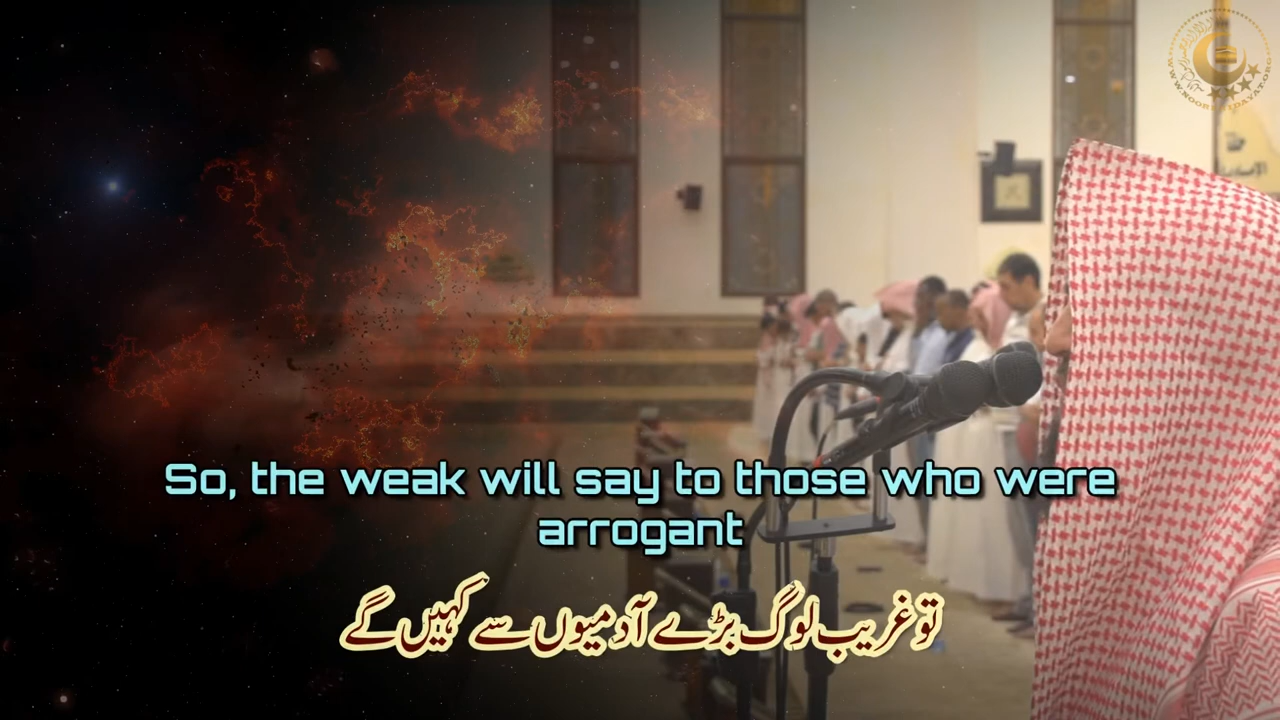 So, the weak will say to those who were
arrogant
تو غریب لوگ بڑے آدمیوں سے کہیں گے